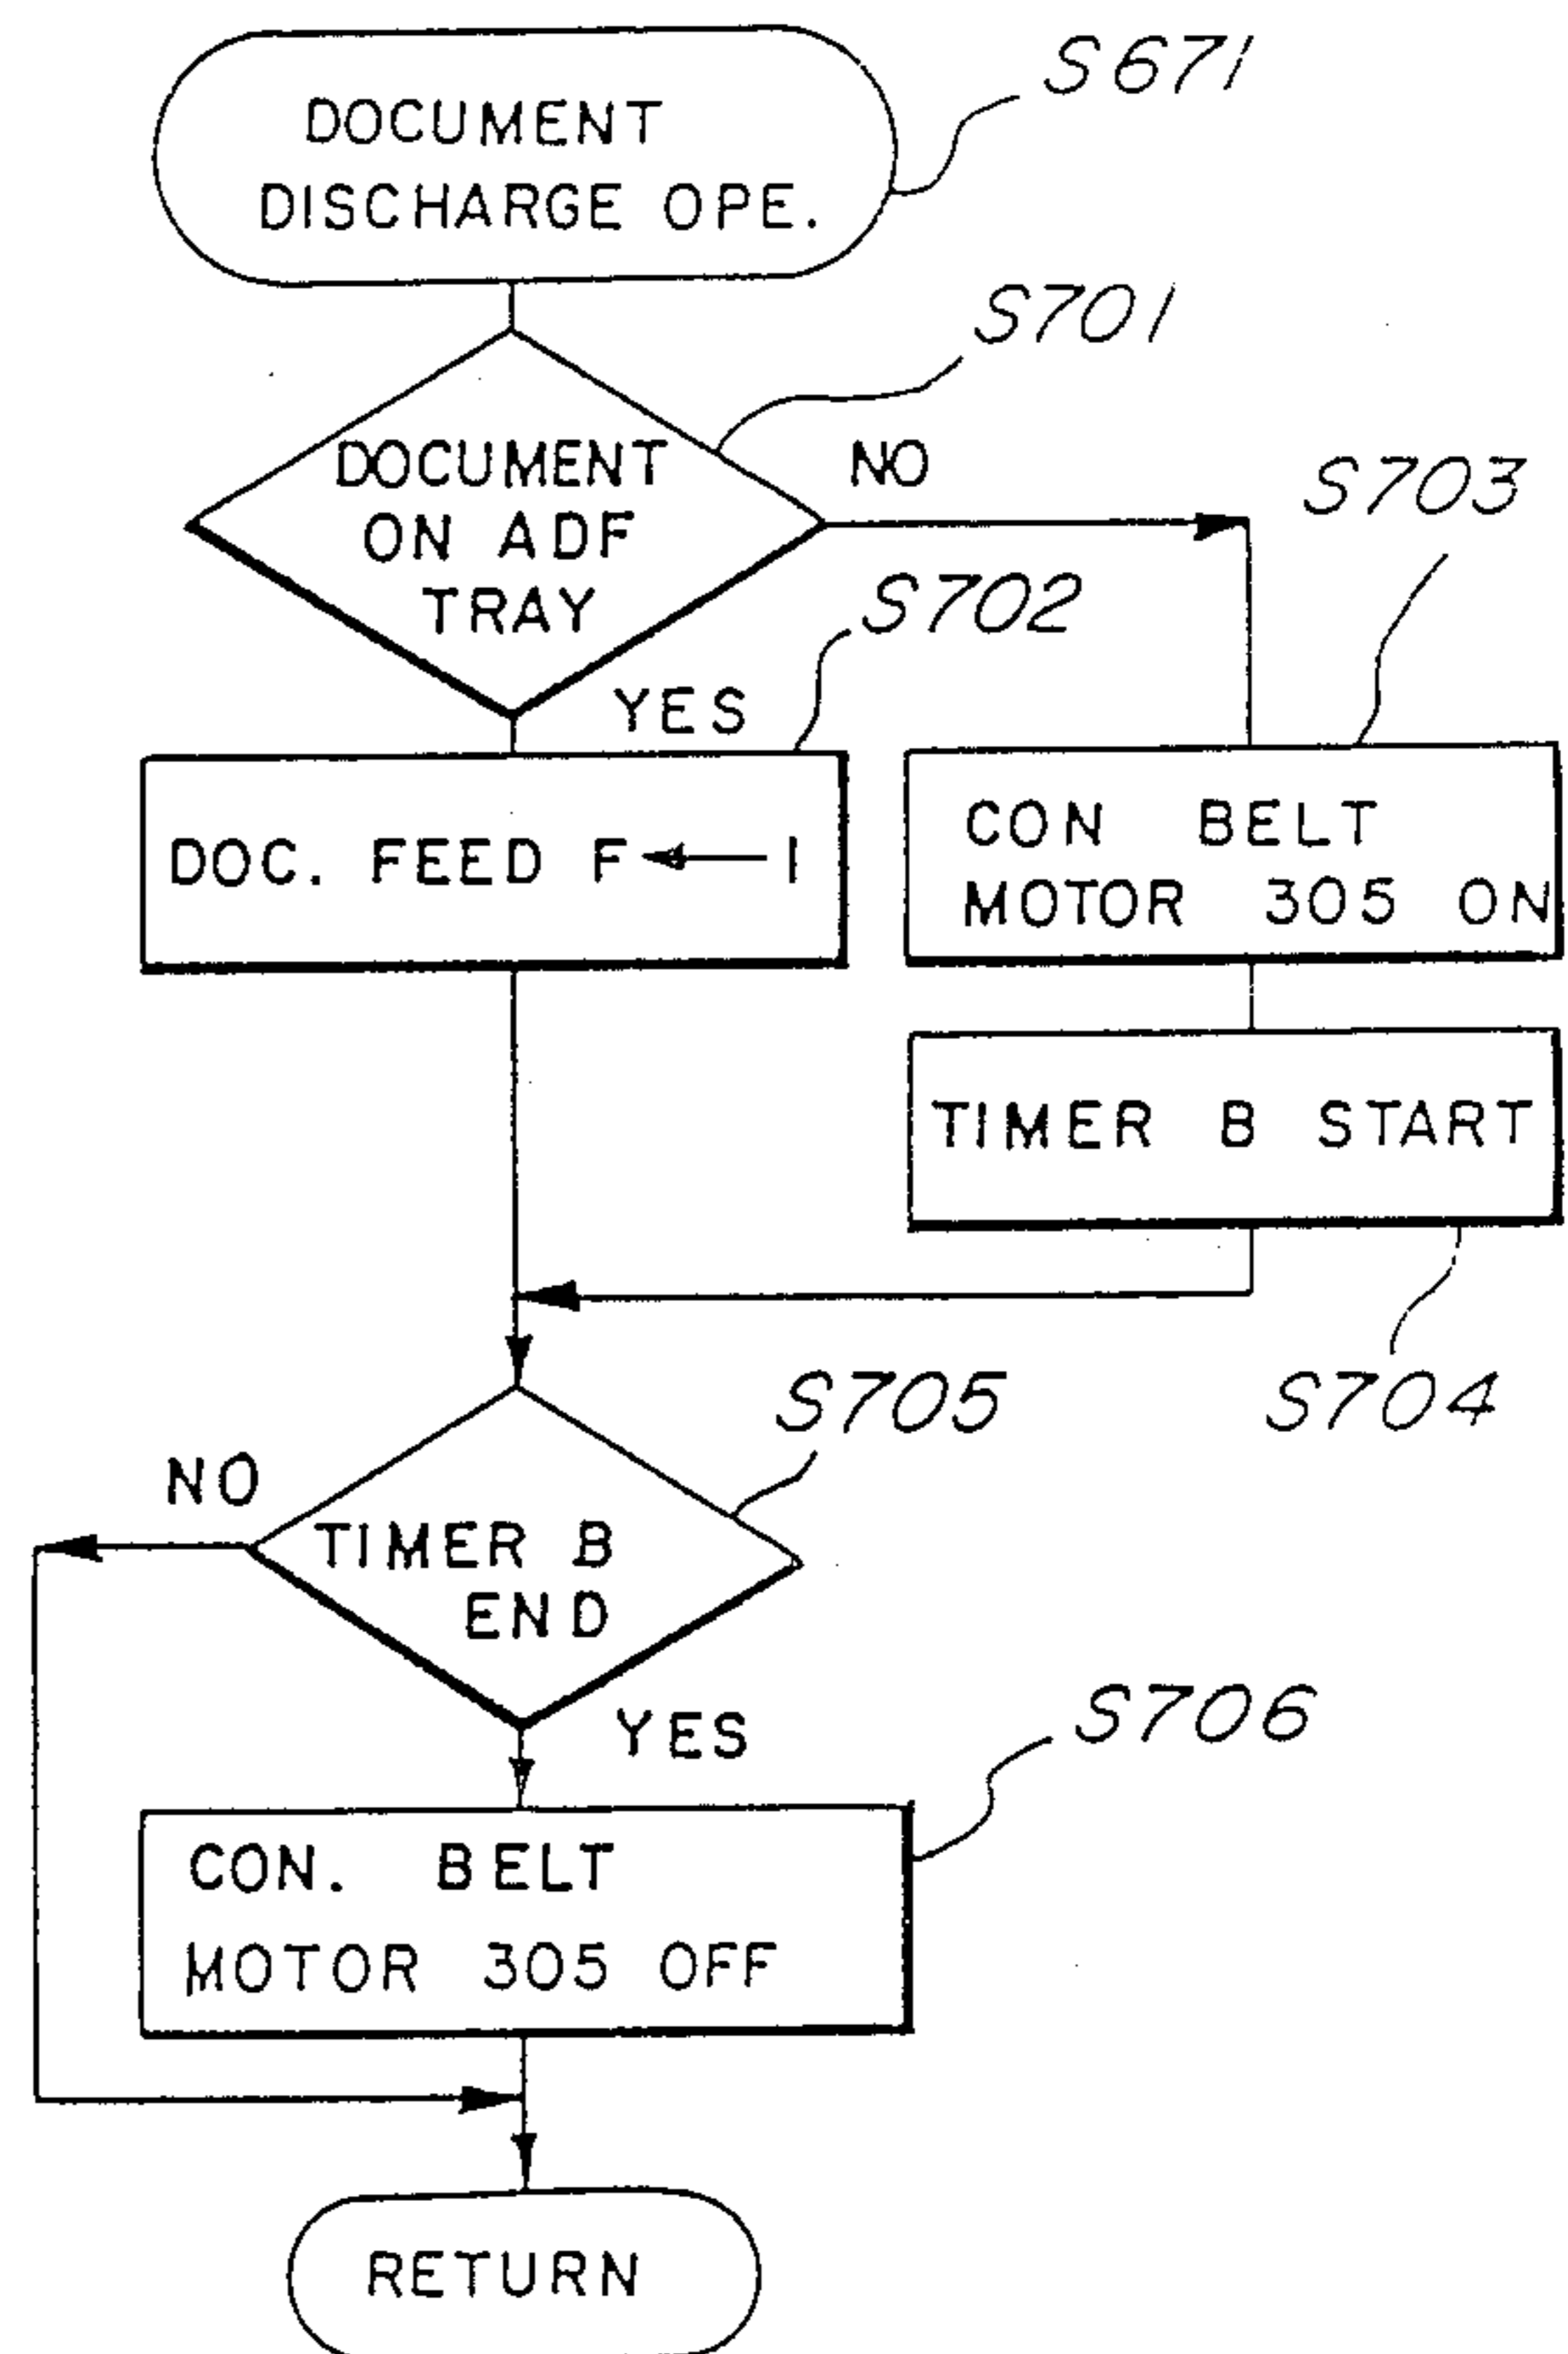 S671
DOCUMENT
DISCHARGE OPE.
S701
DOCUMENT
ON ADF
TRAY
NO
S703
S702
YES
DOC. FEED F ← 1
CON BELT
MOTOR 305 ON
TIMER B START
S704
S705
NO
TIMER B
END
YES
S706
CON. BELT
MOTOR 305 OFF
RETURN